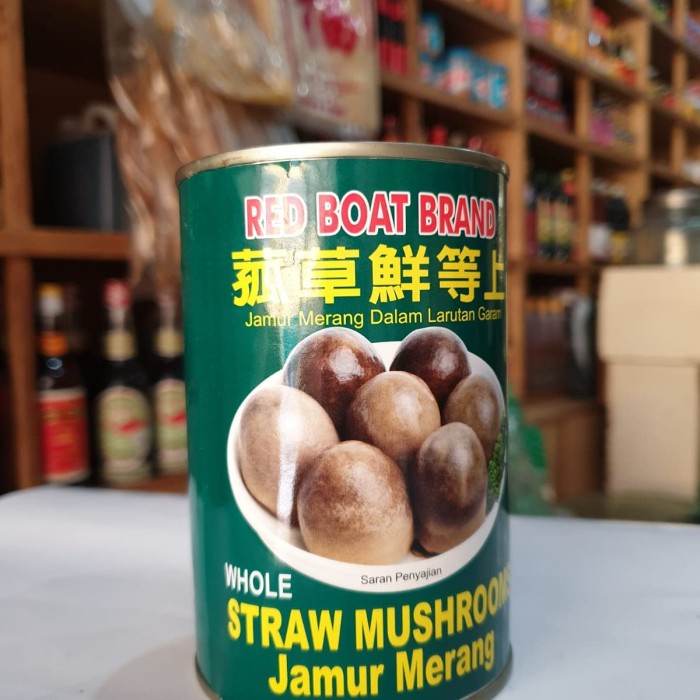 RED BOAT BRAND
菰草鮮等上
Jamur Merang Dalam Larutan Garam
Saran Penyajian
WHOLE
STRAW MUSHROOMS
Jamur Merang